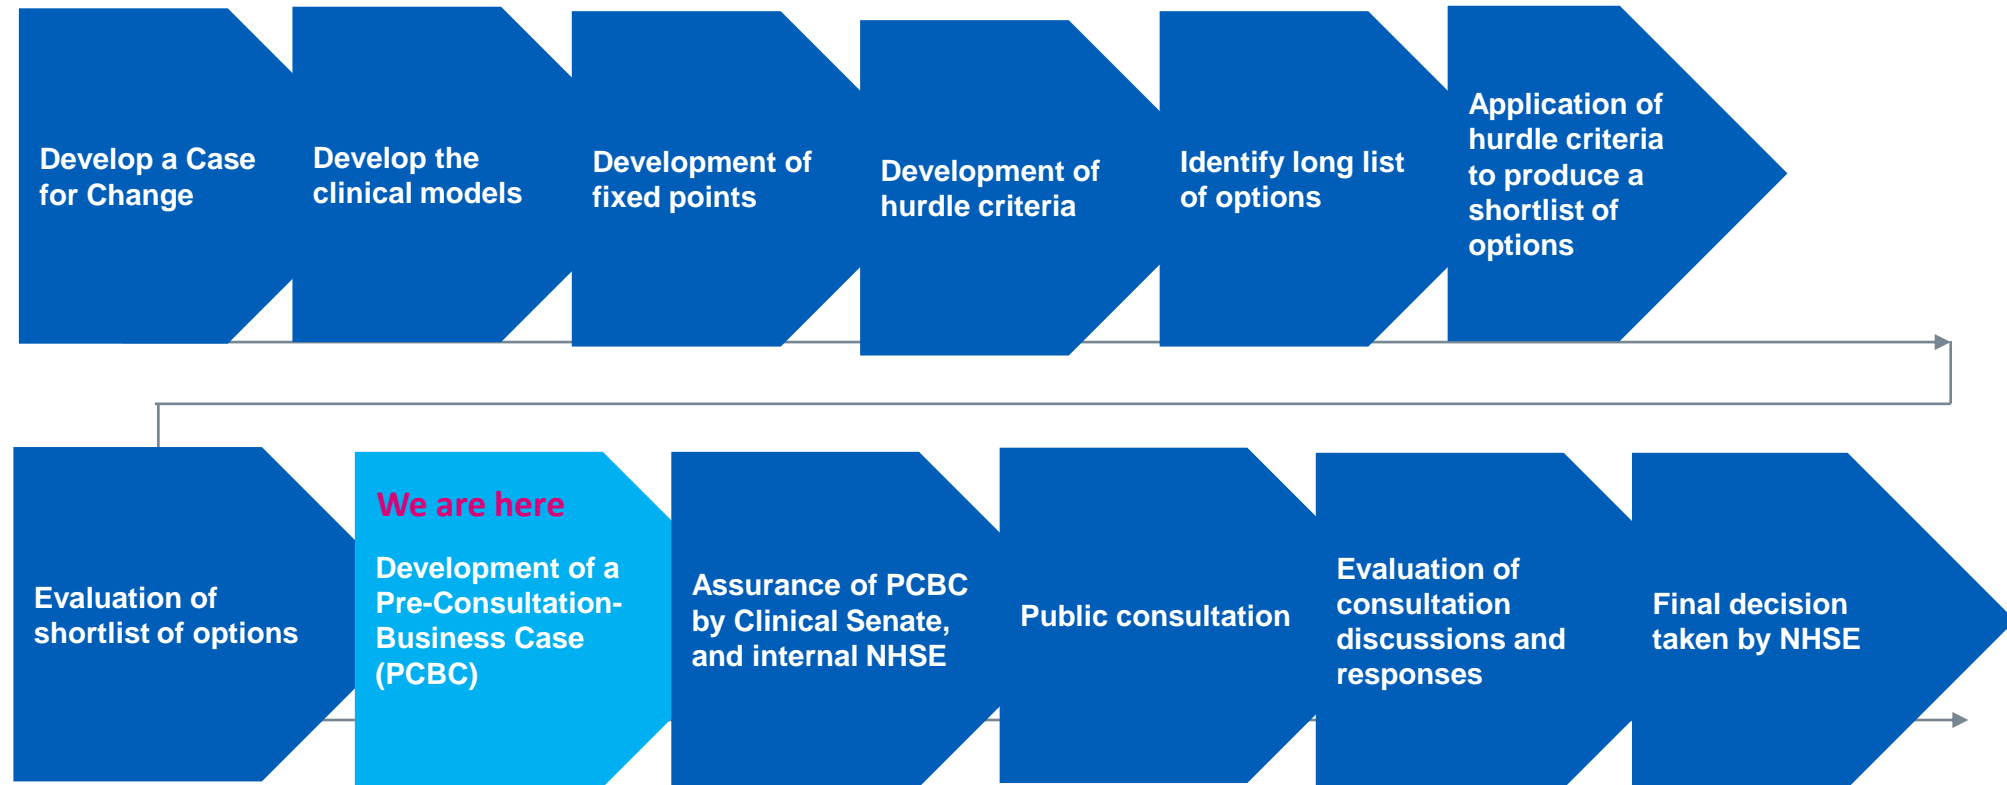 Develop a Case
for Change
Develop the
clinical models
Development of
fixed points
Development of
hurdle criteria
Identify long list
of options
Application of
hurdle criteria
to produce a
shortlist of
options
Evaluation of
shortlist of options
We are here
Development of a
Pre-Consultation-
Business Case
(PCBC)
Assurance of PCBC
by Clinical Senate,
and internal NHSE
Public consultation
Evaluation of
consultation
discussions and
responses
Final decision
taken by NHSE